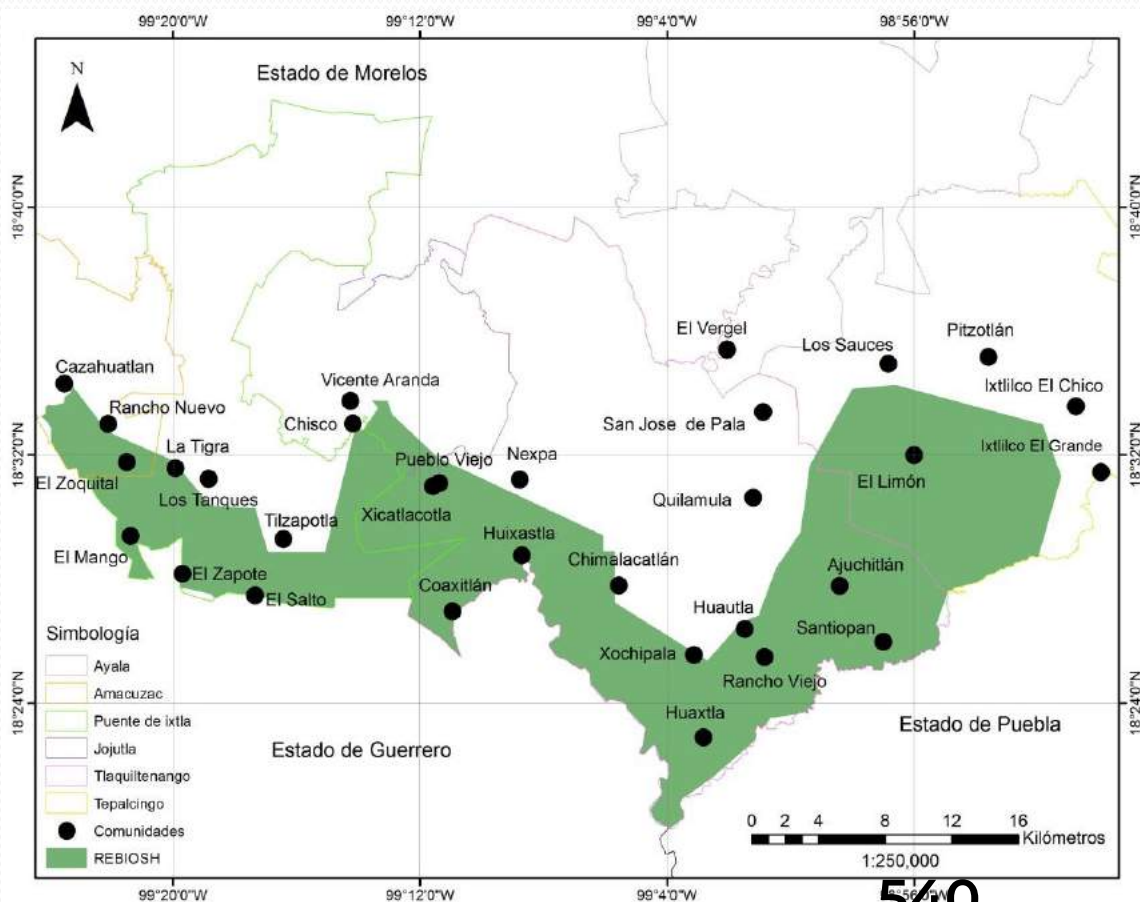 99°20'0"W 99°12'0"W 99°4'0"W 98°56'0"W
N
Estado de Morelos
18°40'0"N 18°40'0"N
El Vergel
Los Sauces
Pitzotlán
Cazahuatlan
Vicente Aranda
Ixtlilco El Chico
Rancho Nuevo
Chisco
San Jose de Pala
La Tigra
18°32'0"N 18°32'0"N
Pueblo Viejo
Nexpa
Ixtlilco El Grande
El Zoquital
El Limón
Los Tanques
Quilamula
Tilzapotla
Xicatlacotla
Huixastla
El Mango
Chimalacatlán
Ajuchitlán
El Zapote
Coaxitlán
El Salto
Huautla
Santiopan
Xochipala
Rancho Viejo
18°24'0"N 18°24'0"N
Huaxtla
Estado de Puebla
Estado de Guerrero
Simbología
Ayala
Amacuzac
Puente de ixtla
Jojutla
Tlaquiltenango
Tepalcingo
Comunidades
REBIOSH
0 2 4 8 12 16
Kilómetros
1:250,000
99°20'0"W 99°12'0"W 99°4'0"W 98°56'0"W
540